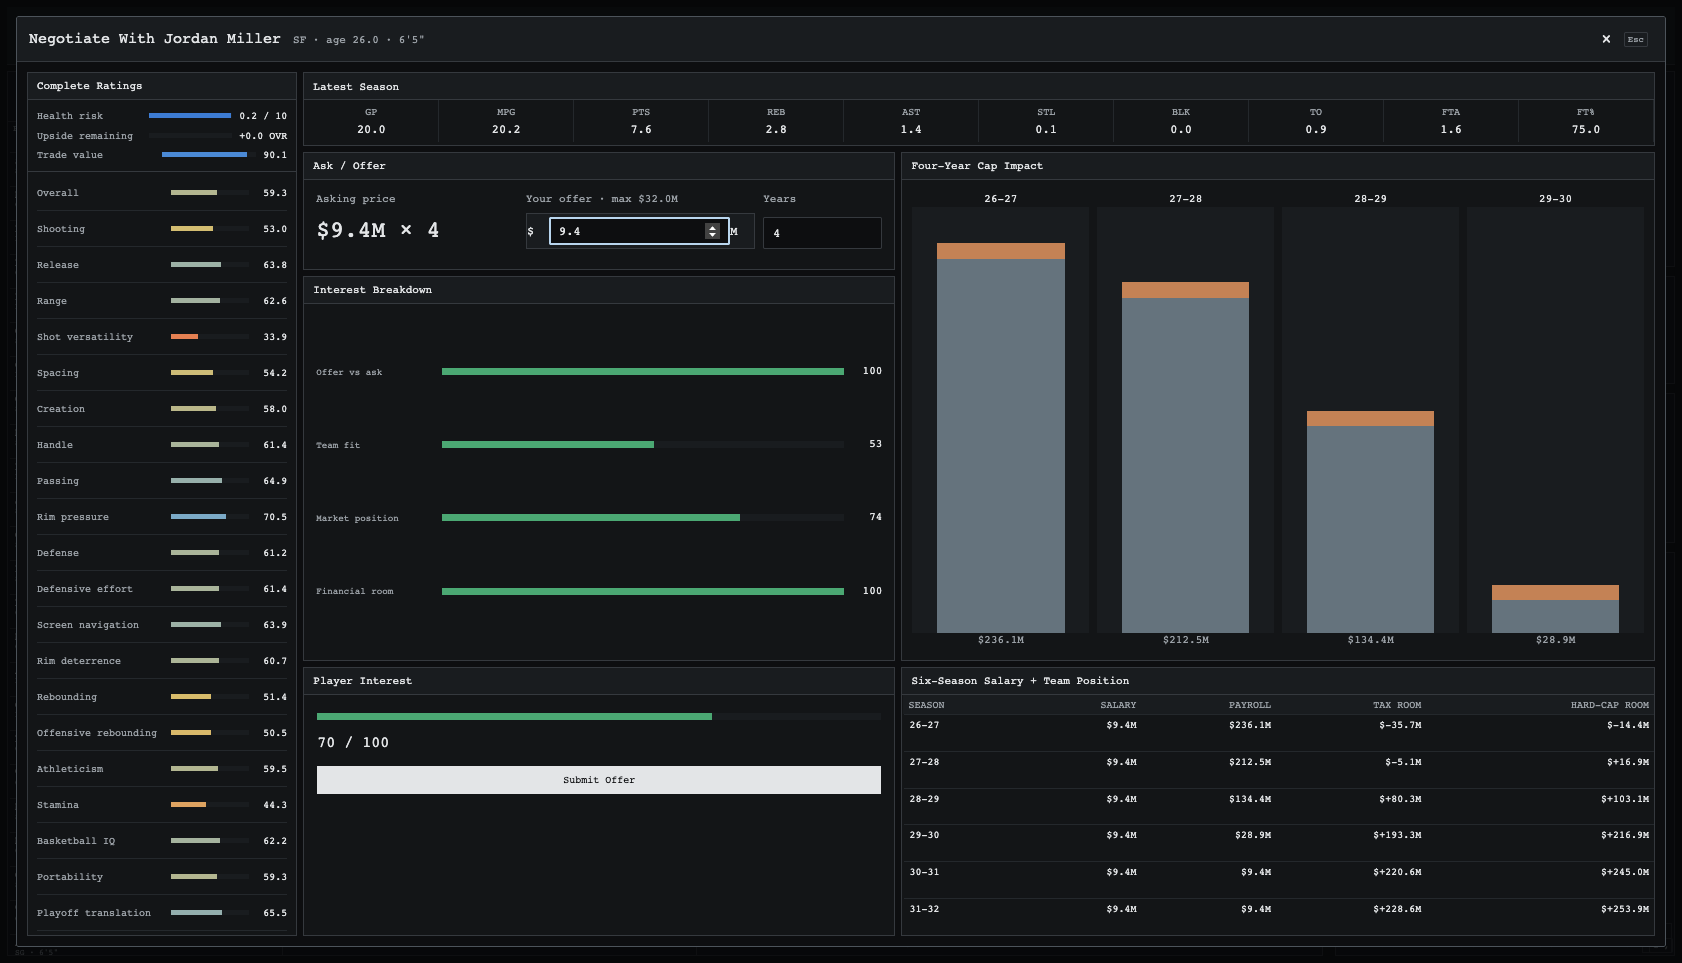 Negotiate With Jordan Miller SF · age 26.0 · 6'5"
× Esc
Complete Ratings
Health risk 0.2 / 10
Upside remaining +0.0 OVR
Trade value 90.1
Overall 59.3
Shooting 53.0
Release 63.8
Range 62.6
Shot versatility 33.9
Spacing 54.2
Creation 58.0
Handle 61.4
Passing 64.9
Rim pressure 70.5
Defense 61.2
Defensive effort 61.4
Screen navigation 63.9
Rim deterrence 60.7
Rebounding 51.4
Offensive rebounding 50.5
Athleticism 59.5
Stamina 44.3
Basketball IQ 62.2
Portability 59.3
Playoff translation 65.5
Latest Season
GP MPG PTS REB AST STL BLK TO FTA FT%
20.0 20.2 7.6 2.8 1.4 0.1 0.0 0.9 1.6 75.0
Ask / Offer
Asking price Your offer · max $32.0M Years
$9.4M × 4 $ 9.4 M 4
Interest Breakdown
Offer vs ask 100
Team fit 53
Market position 74
Financial room 100
Player Interest
70 / 100
Submit Offer
Four-Year Cap Impact
26-27 27-28 28-29 29-30
$236.1M $212.5M $134.4M $28.9M
Six-Season Salary + Team Position
SEASON SALARY PAYROLL TAX ROOM HARD-CAP ROOM
26-27 $9.4M $236.1M $-35.7M $-14.4M
27-28 $9.4M $212.5M $-5.1M $+16.9M
28-29 $9.4M $134.4M $+80.3M $+103.1M
29-30 $9.4M $28.9M $+193.3M $+216.9M
30-31 $9.4M $9.4M $+220.6M $+245.0M
31-32 $9.4M $9.4M $+228.6M $+253.9M